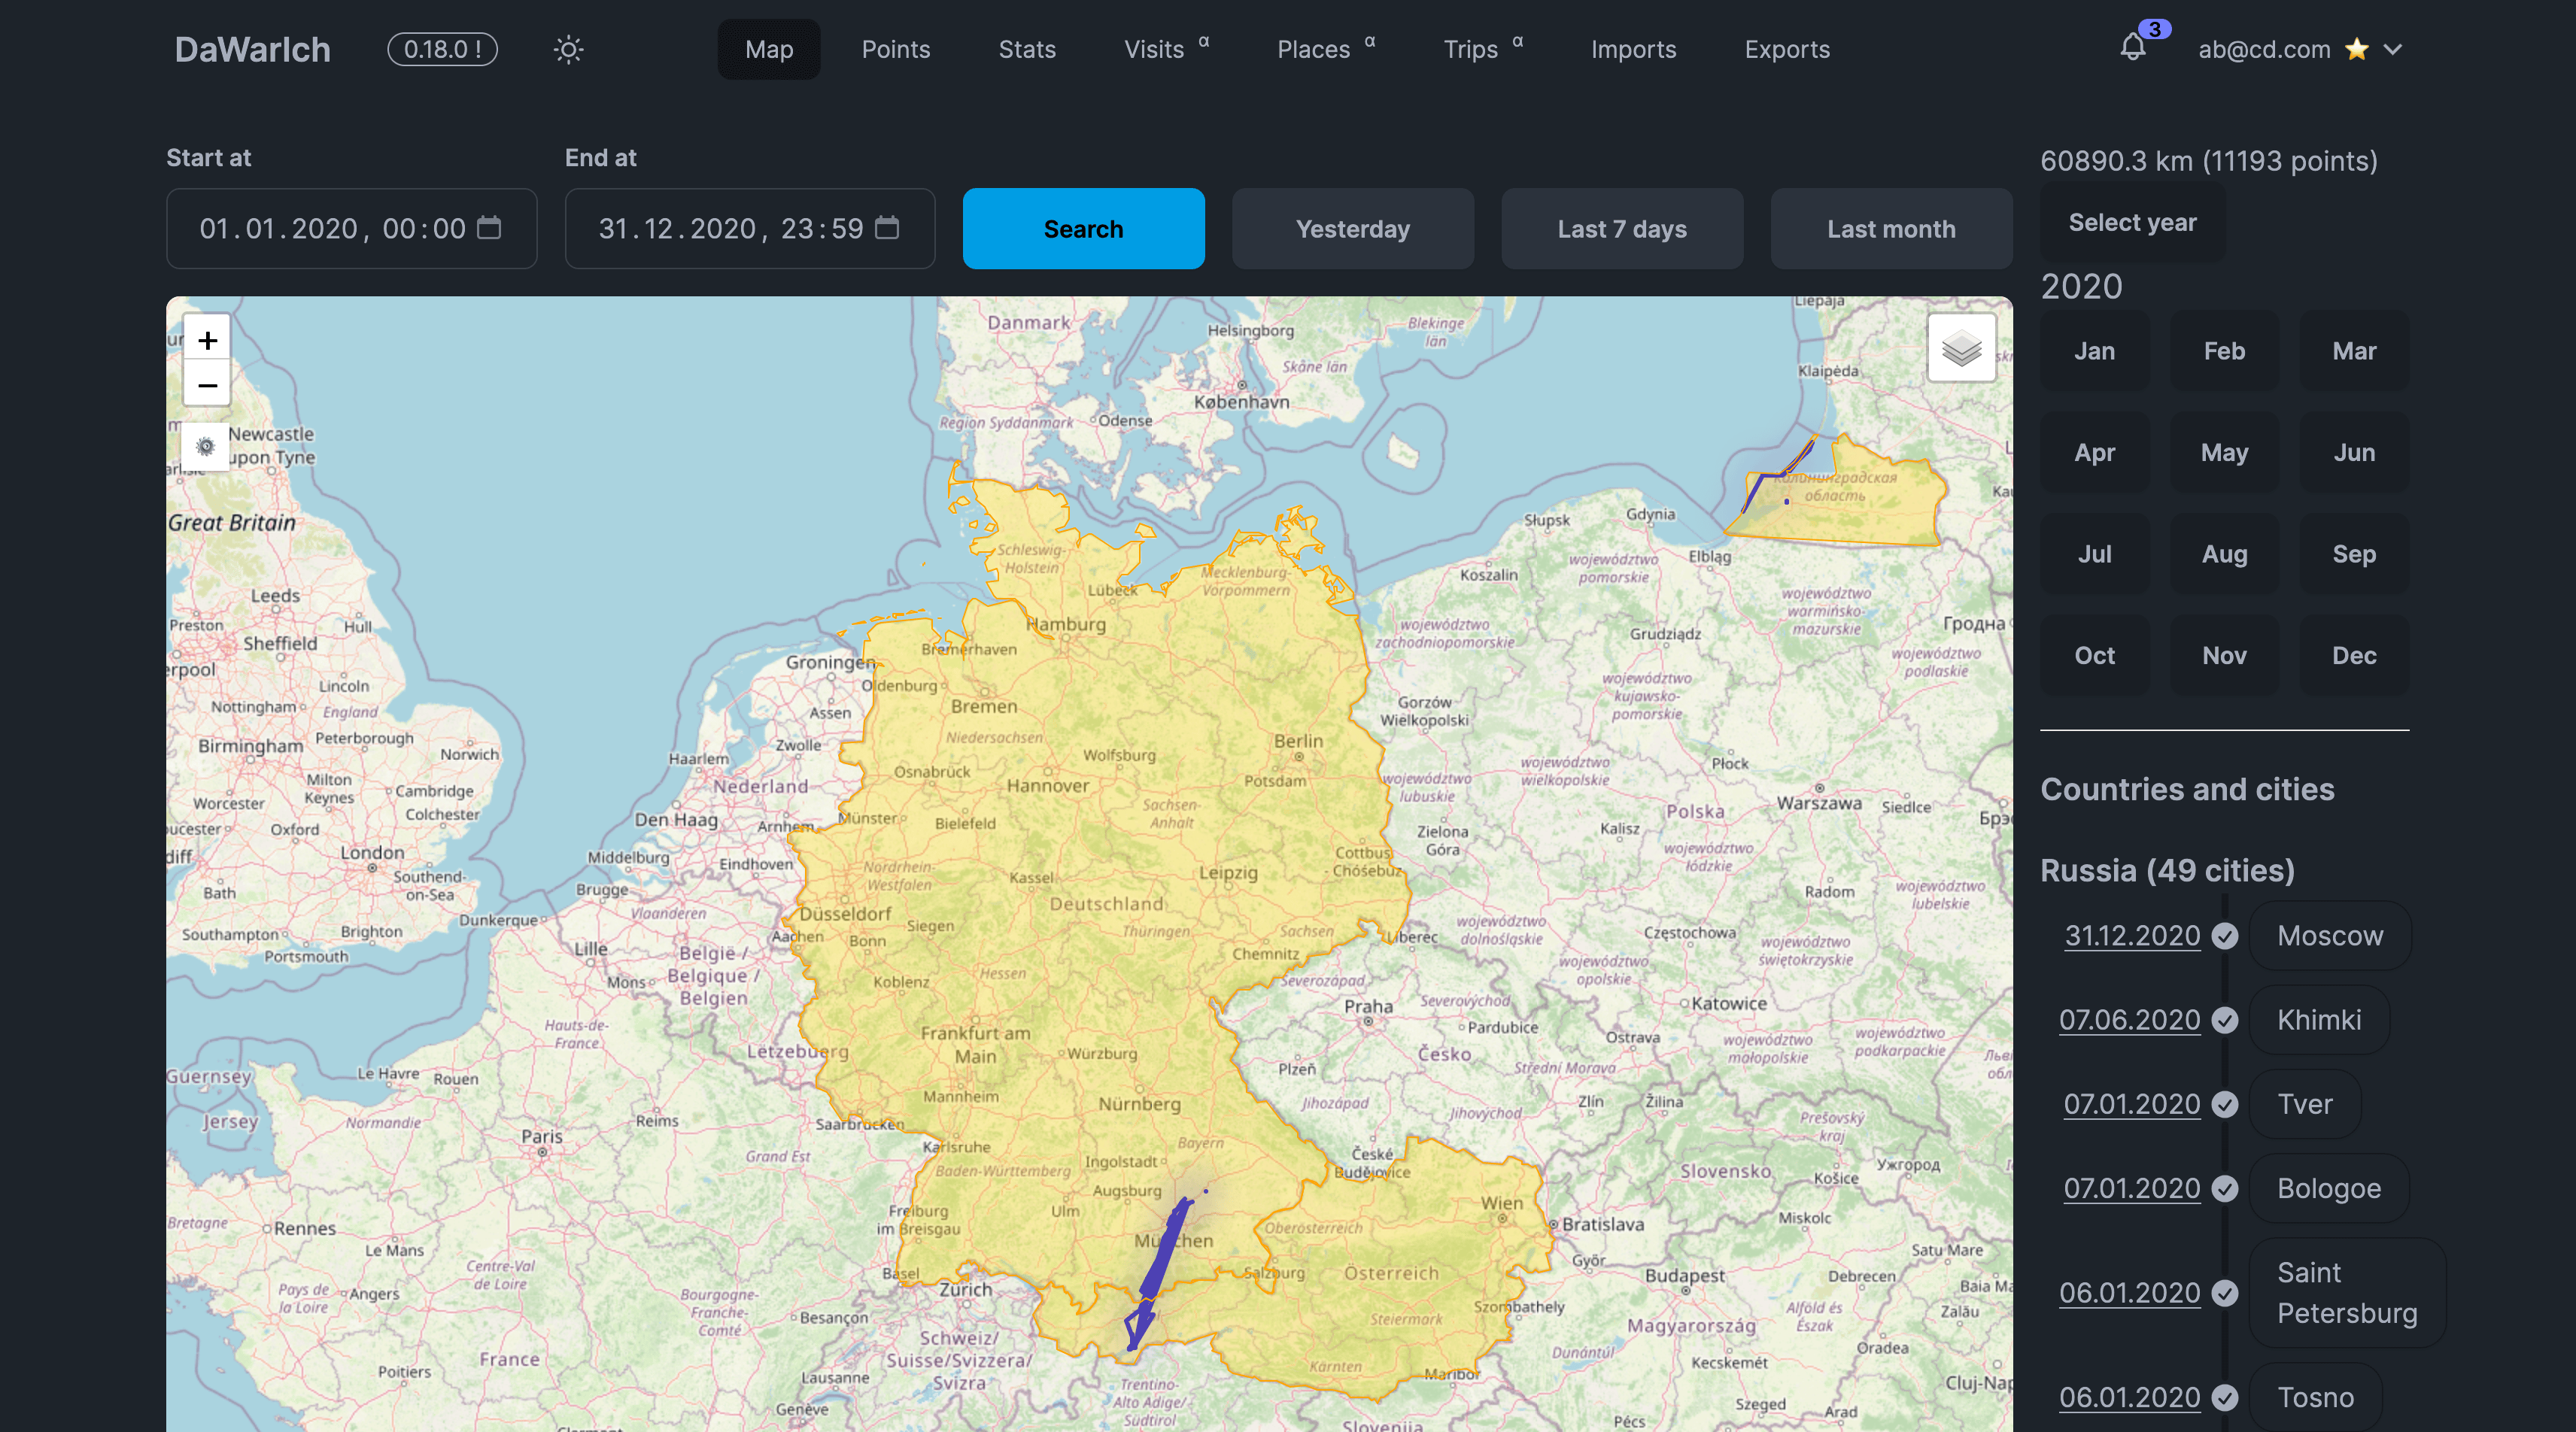 DaWarIch
0.18.0 !
Map
Points
Stats
Visits α
Places α
Trips α
Imports
Exports
3
ab@cd.com
Start at
End at
01.01.2020, 00:00
31.12.2020, 23:59
Search
Yesterday
Last 7 days
Last month
60890.3 km (11193 points)
Select year
2020
Jan
Feb
Mar
Apr
May
Jun
Jul
Aug
Sep
Oct
Nov
Dec
Countries and cities
Russia (49 cities)
31.12.2020
Moscow
07.06.2020
Khimki
07.01.2020
Tver
07.01.2020
Bologoe
06.01.2020
Saint
Petersburg
06.01.2020
Tosno
+
−
Danmark
Helsingborg
Blekinge
län
Liepāja
Skåne län
Klaipėda
København
Region Syddanmark
Odense
Newcastle
upon Tyne
Great Britain
Калининградская
область
Słupsk
Gdynia
Elbląg
Koszalin
województwo
pomorskie
Schleswig-
Holstein
Lübeck
Mecklenburg-
Vorpommern
województwo
warmińsko-
mazurskie
Leeds
Preston
Hull
Sheffield
Hamburg
Bremerhaven
województwo
zachodniopomorskie
Grudziądz
Гродна
województwo
podlaskie
Groningen
Oldenburg
Lincoln
Nottingham
England
Assen
Bremen
województwo
kujawsko-
pomorskie
Gorzów
Wielkopolski
Birmingham
Peterborough
Norwich
Zwolle
Niedersachsen
Wolfsburg
Berlin
Haarlem
Osnabrück
Hannover
Potsdam
województwo
lubuskie
województwo
wielkopolskie
Płock
Milton
Keynes
Cambridge
Nederland
Polska
Warszawa
Siedlce
Worcester
Colchester
Sachsen-
Anhalt
Den Haag
Arnhem
Münster
Bielefeld
Zielona
Góra
Kalisz
Oxford
London
Middelburg
Eindhoven
Nordrhein-
Westfalen
Kassel
Leipzig
Cottbus
- Chóśebuz
województwo
łódzkie
Radom
województwo
lubelskie
Bath
Southend-
on-Sea
Brugge
Dunkerque
Vlaanderen
Düsseldorf
Siegen
Deutschland
Thüringen
Sachsen
Southampton
Brighton
Portsmouth
Lille
België /
Belgique /
Belgien
Mons
Aachen
Bonn
Koblenz
Hessen
Chemnitz
Liberec
województwo
dolnośląskie
Częstochowa
województwo
świętokrzyskie
województwo
opolskie
Severozápad
Praha
Severovýchod
Katowice
Pardubice
Hauts-de-
France
Lëtzebuerg
Frankfurt am
Main
Würzburg
Plzeň
Česko
Ostrava
Střední Morava
województwo
małopolskie
województwo
podkarpackie
Guernsey
Le Havre
Rouen
Jersey
Normandie
Reims
Saarbrücken
Mannheim
Nürnberg
Jihozápad
Jihovýchod
Zlín
Žilina
Prešovský
kraj
Paris
Grand Est
Karlsruhe
Baden-Württemberg
Bayern
Ingolstadt
České
Budějovice
Slovensko
Košice
Ужгород
Augsburg
Ulm
Freiburg
im Breisgau
Bretagne
Rennes
Le Mans
München
Oberösterreich
Wien
Bratislava
Miskolc
Győr
Satu Mare
Centre-Val
de Loire
Basel
Zürich
Salzburg
Österreich
Budapest
Debrecen
Pays de
la Loire
Angers
Bourgogne-
Franche-
Comté
Besançon
Steiermark
Szombathely
Magyarország
Alföld és
Észak
Zalău
Schweiz/
Suisse/Svizzera/
Svizra
Poitiers
France
Lausanne
Kärnten
Maribor
Dunántúl
Kecskemét
Oradea
Cluj-Nap
Trentino-
Alto Adige/
Südtirol
Genève
Slovenija
Pécs
Szeged
Arad